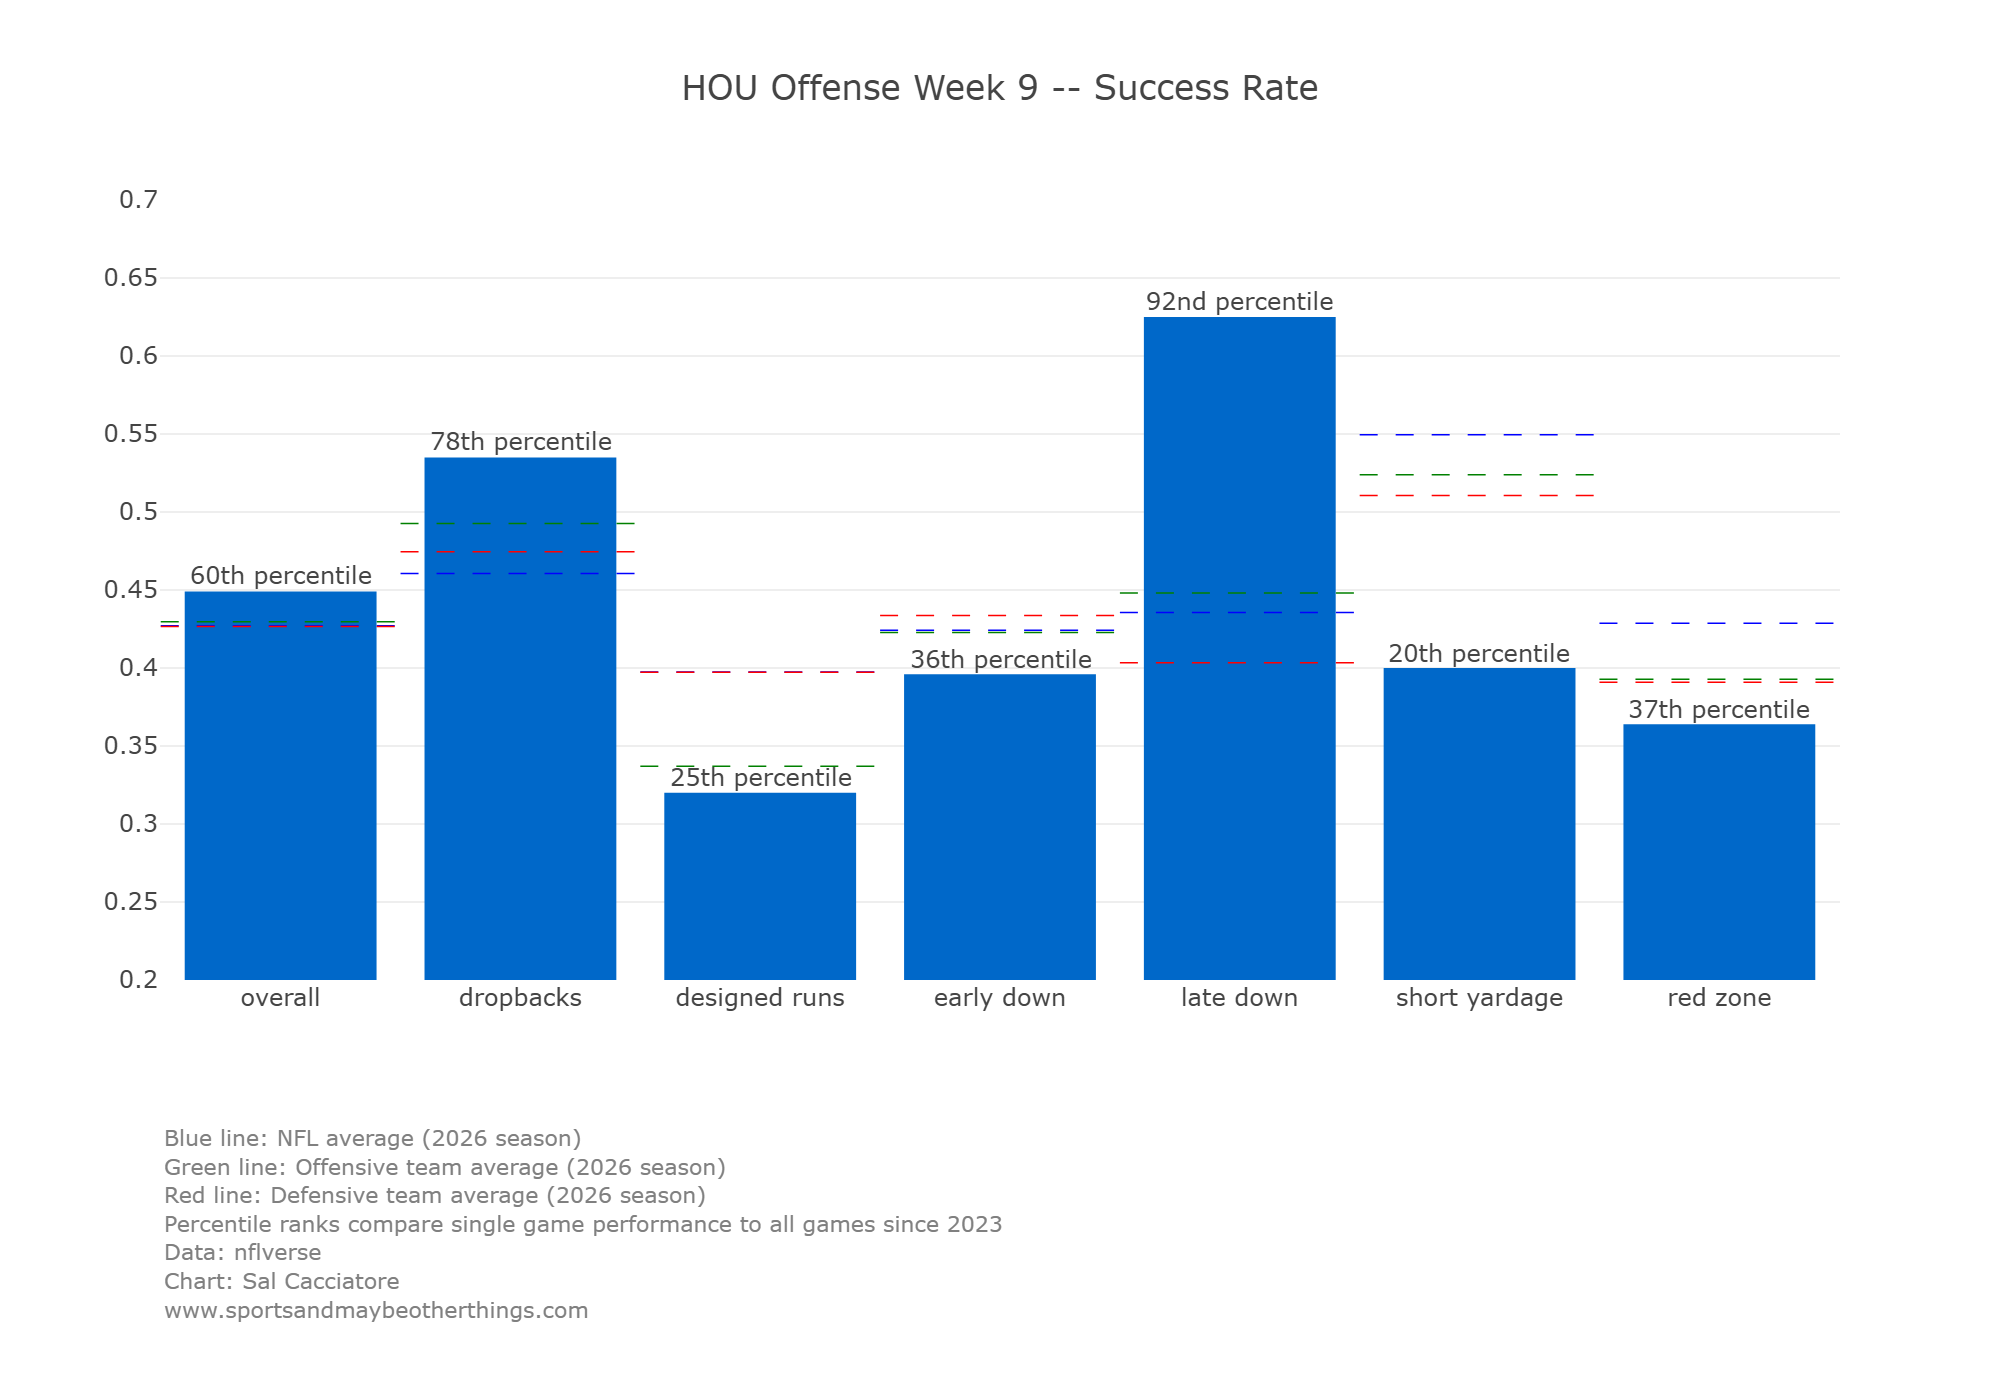 HOU Offense Week 9 -- Success Rate
0.7
0.65
0.6
0.55
0.5
0.45
0.4
0.35
0.3
0.25
0.2
60th percentile
78th percentile
25th percentile
36th percentile
92nd percentile
20th percentile
37th percentile
overall
dropbacks
designed runs
early down
late down
short yardage
red zone
Blue line: NFL average (2026 season)
Green line: Offensive team average (2026 season)
Red line: Defensive team average (2026 season)
Percentile ranks compare single game performance to all games since 2023
Data: nflverse
Chart: Sal Cacciatore
www.sportsandmaybeotherthings.com